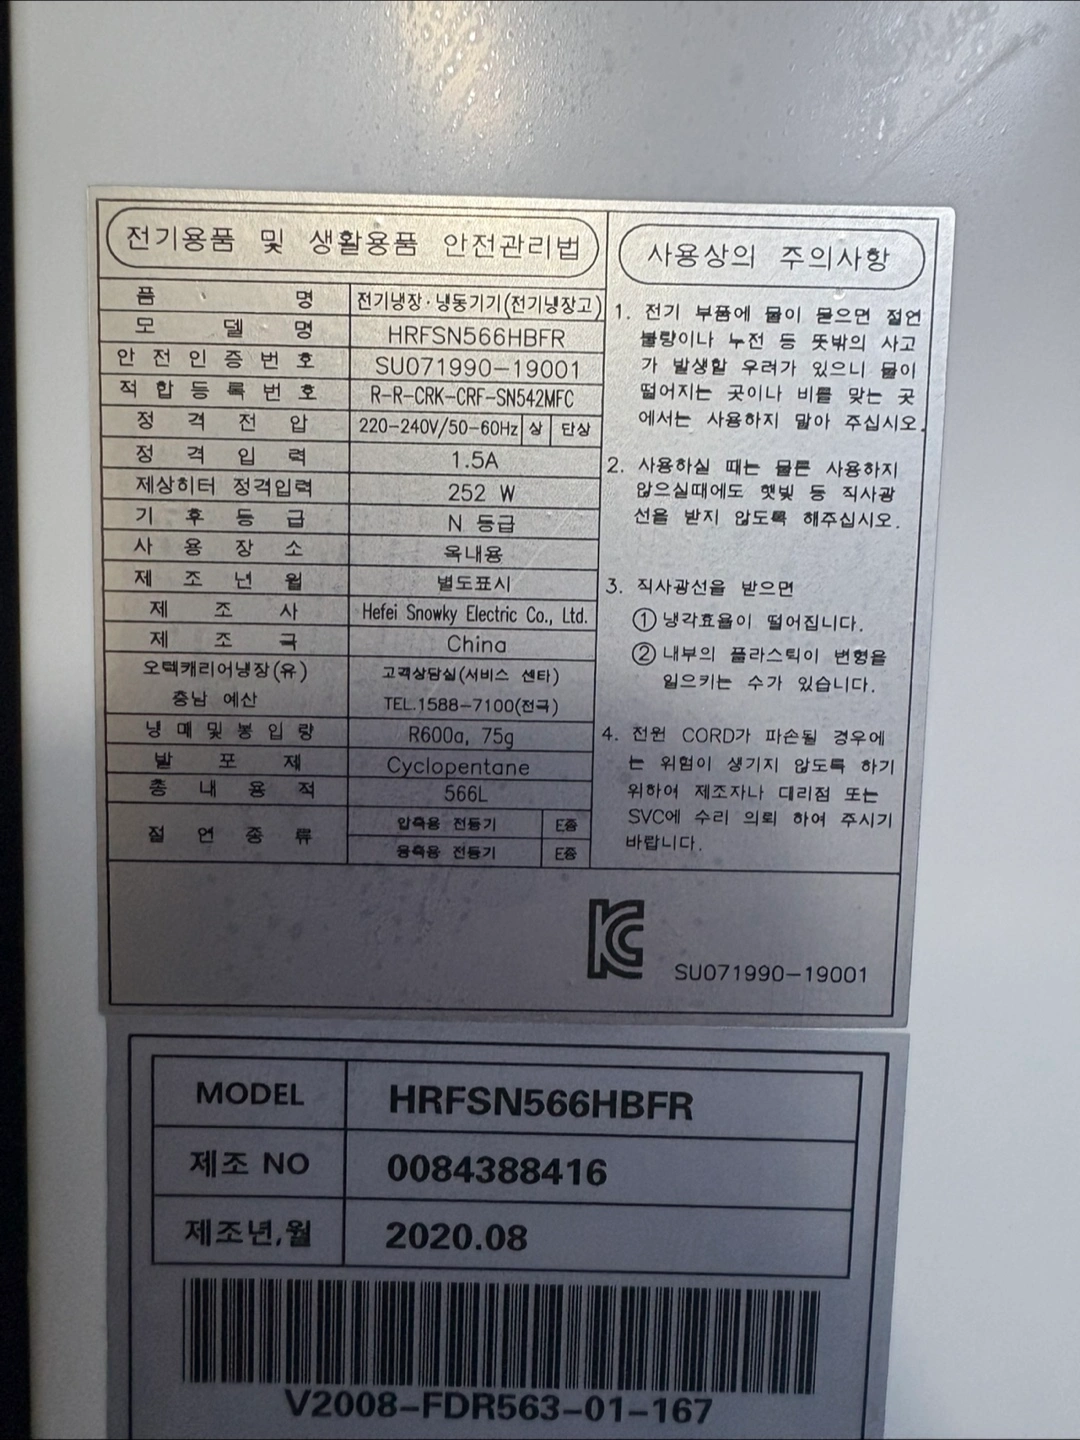 전기용품 및 생활용품 안전관리법
품 명 전기냉장·냉동기기(전기냉장고)
모 델 명 HRFSN566HBFR
안 전 인 증 번 호 SU071990-19001
적 합 등 록 번 호 R-R-CRK-CRF-SN542MFC
정 격 전 압 220-240V/50-60Hz 상 단상
정 격 입 력 1.5A
제상히터 정격입력 252 W
기 후 등 급 N 등급
사 용 장 소 옥내용
제 조 년 월 별도표시
제 조 사 Hefei Snowky Electric Co., Ltd.
제 조 국 China
오텍캐리어냉장(유) 고객상담실(서비스 센타)
충남 예산 TEL.1588-7100(전국)
냉 매 및 봉 입 량 R600a, 75g
발 포 제 Cyclopentane
총 내 용 적 566L
절 연 종 류 압축용 전동기 E종
응축용 전동기 E종
사용상의 주의사항
1. 전기 부품에 물이 묻으면 절연
불량이나 누전 등 뜻밖의 사고
가 발생할 우려가 있으니 물이
떨어지는 곳이나 비를 맞는 곳
에서는 사용하지 말아 주십시오.
2. 사용하실 때는 물론 사용하지
않으실때에도 햇빛 등 직사광
선을 받지 않도록 해주십시오.
3. 직사광선을 받으면
① 냉각효율이 떨어집니다.
② 내부의 플라스틱이 변형을
일으키는 수가 있습니다.
4. 전원 CORD가 파손될 경우에
는 위험이 생기지 않도록 하기
위하여 제조자나 대리점 또는
SVC에 수리 의뢰 하여 주시기
바랍니다.
KC SU071990-19001
MODEL HRFSN566HBFR
제조 NO 0084388416
제조년,월 2020.08
V2008-FDR563-01-167